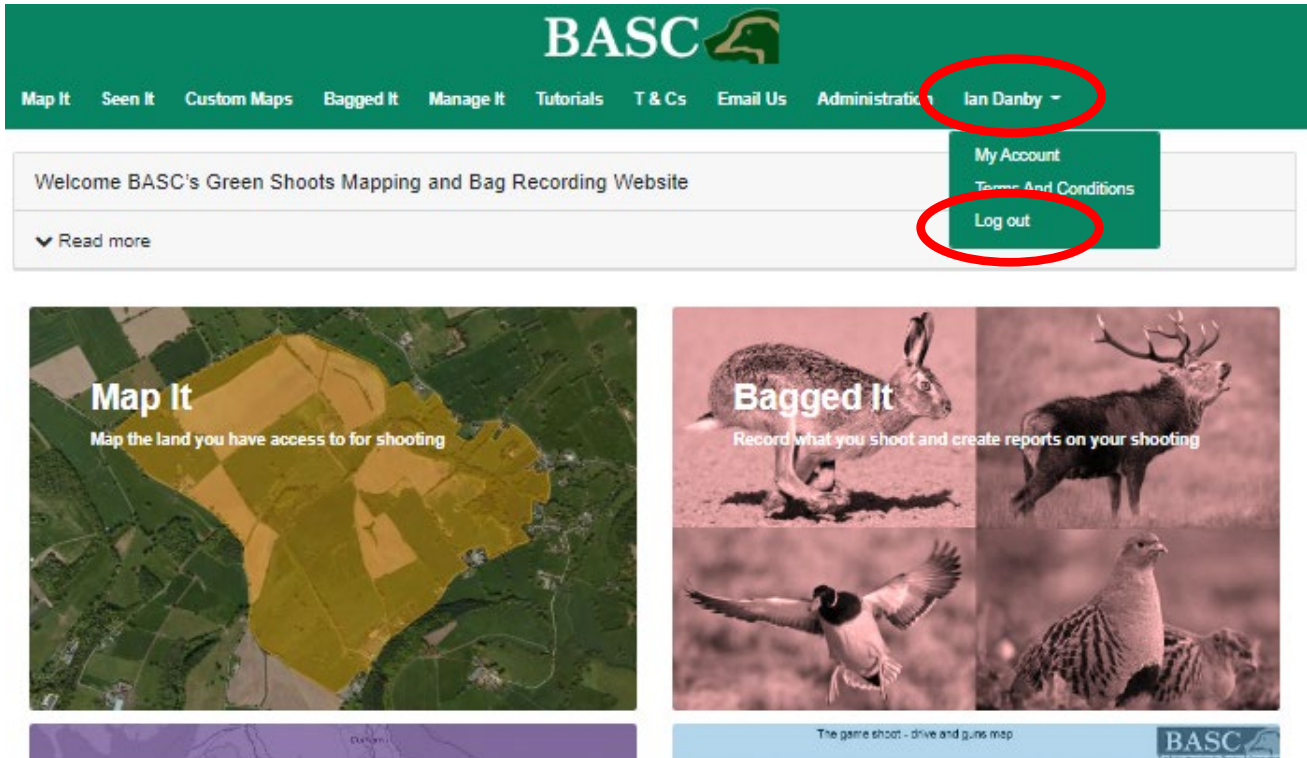 BASC
Map It Seen It Custom Maps Bagged It Manage It Tutorials T & Cs Email Us Administration Ian Danby
My Account
Terms And Conditions
Log out
Welcome BASC's Green Shoots Mapping and Bag Recording Website
Read more
Map It
Map the land you have access to for shooting
Bagged It
Record what you shoot and create reports on your shooting
The game shoot - drive and guns map
BASC